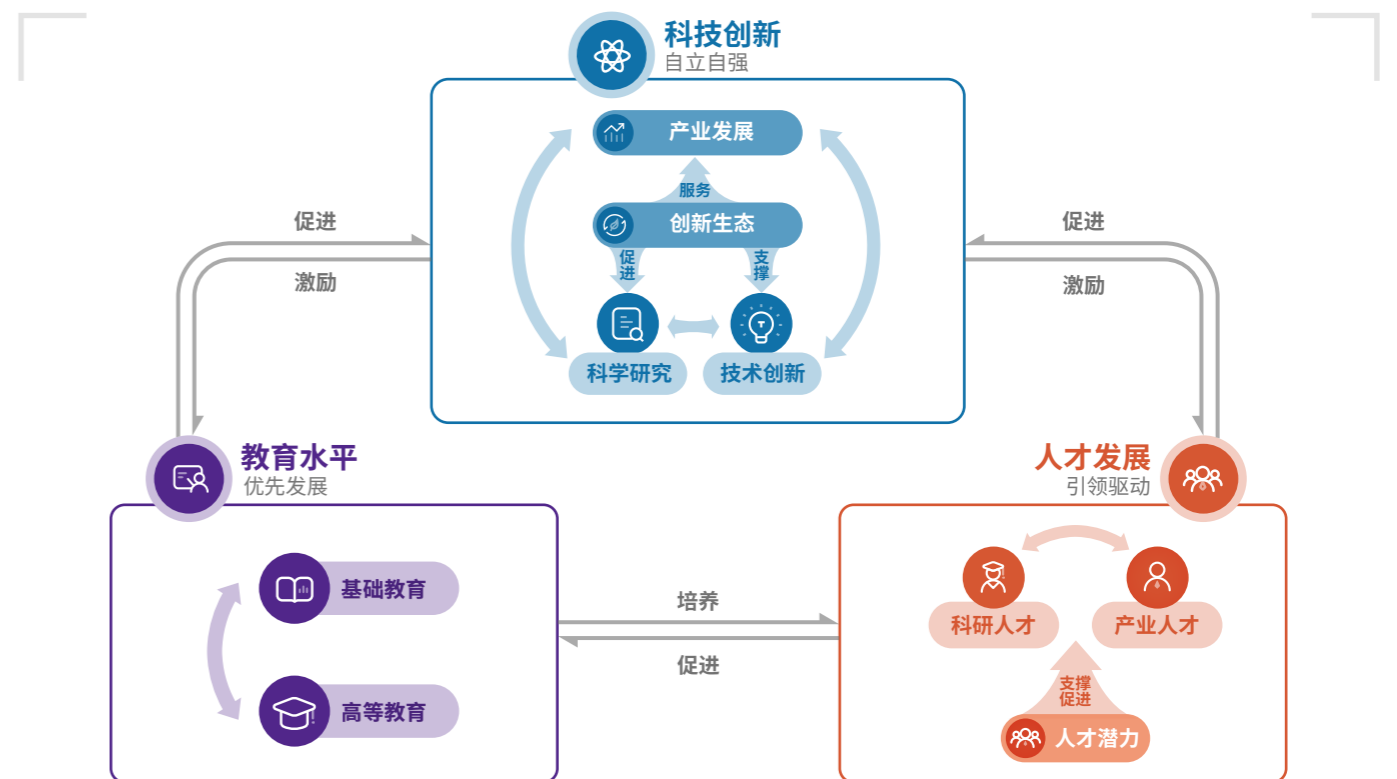 科技创新
自立自强
产业发展
服务
创新生态
促进
支撑
科学研究
技术创新
促进
激励
促进
激励
教育水平
优先发展
基础教育
高等教育
培养
促进
人才发展
引领驱动
科研人才
产业人才
支撑
促进
人才潜力